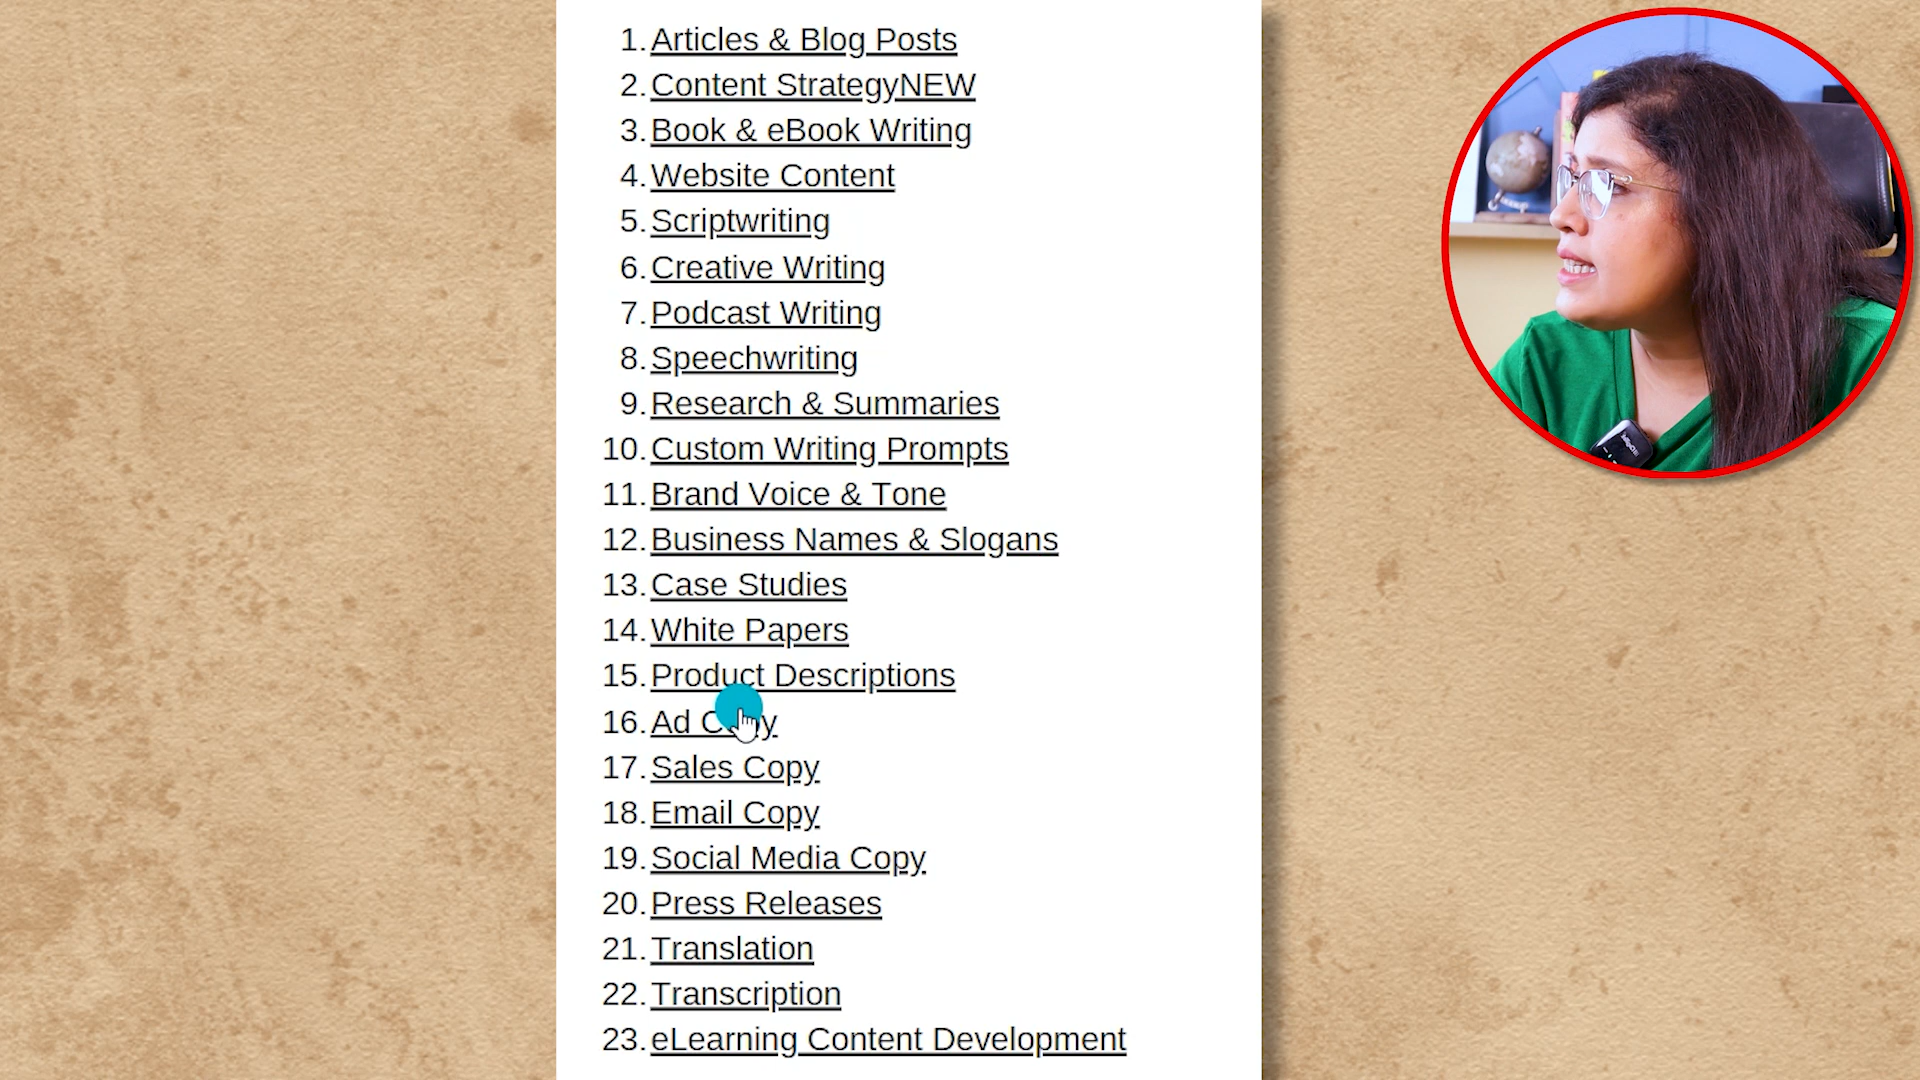 1. Articles & Blog Posts
2. Content StrategyNEW
3. Book & eBook Writing
4. Website Content
5. Scriptwriting
6. Creative Writing
7. Podcast Writing
8. Speechwriting
9. Research & Summaries
10. Custom Writing Prompts
11. Brand Voice & Tone
12. Business Names & Slogans
13. Case Studies
14. White Papers
15. Product Descriptions
16. Ad Copy
17. Sales Copy
18. Email Copy
19. Social Media Copy
20. Press Releases
21. Translation
22. Transcription
23. eLearning Content Development